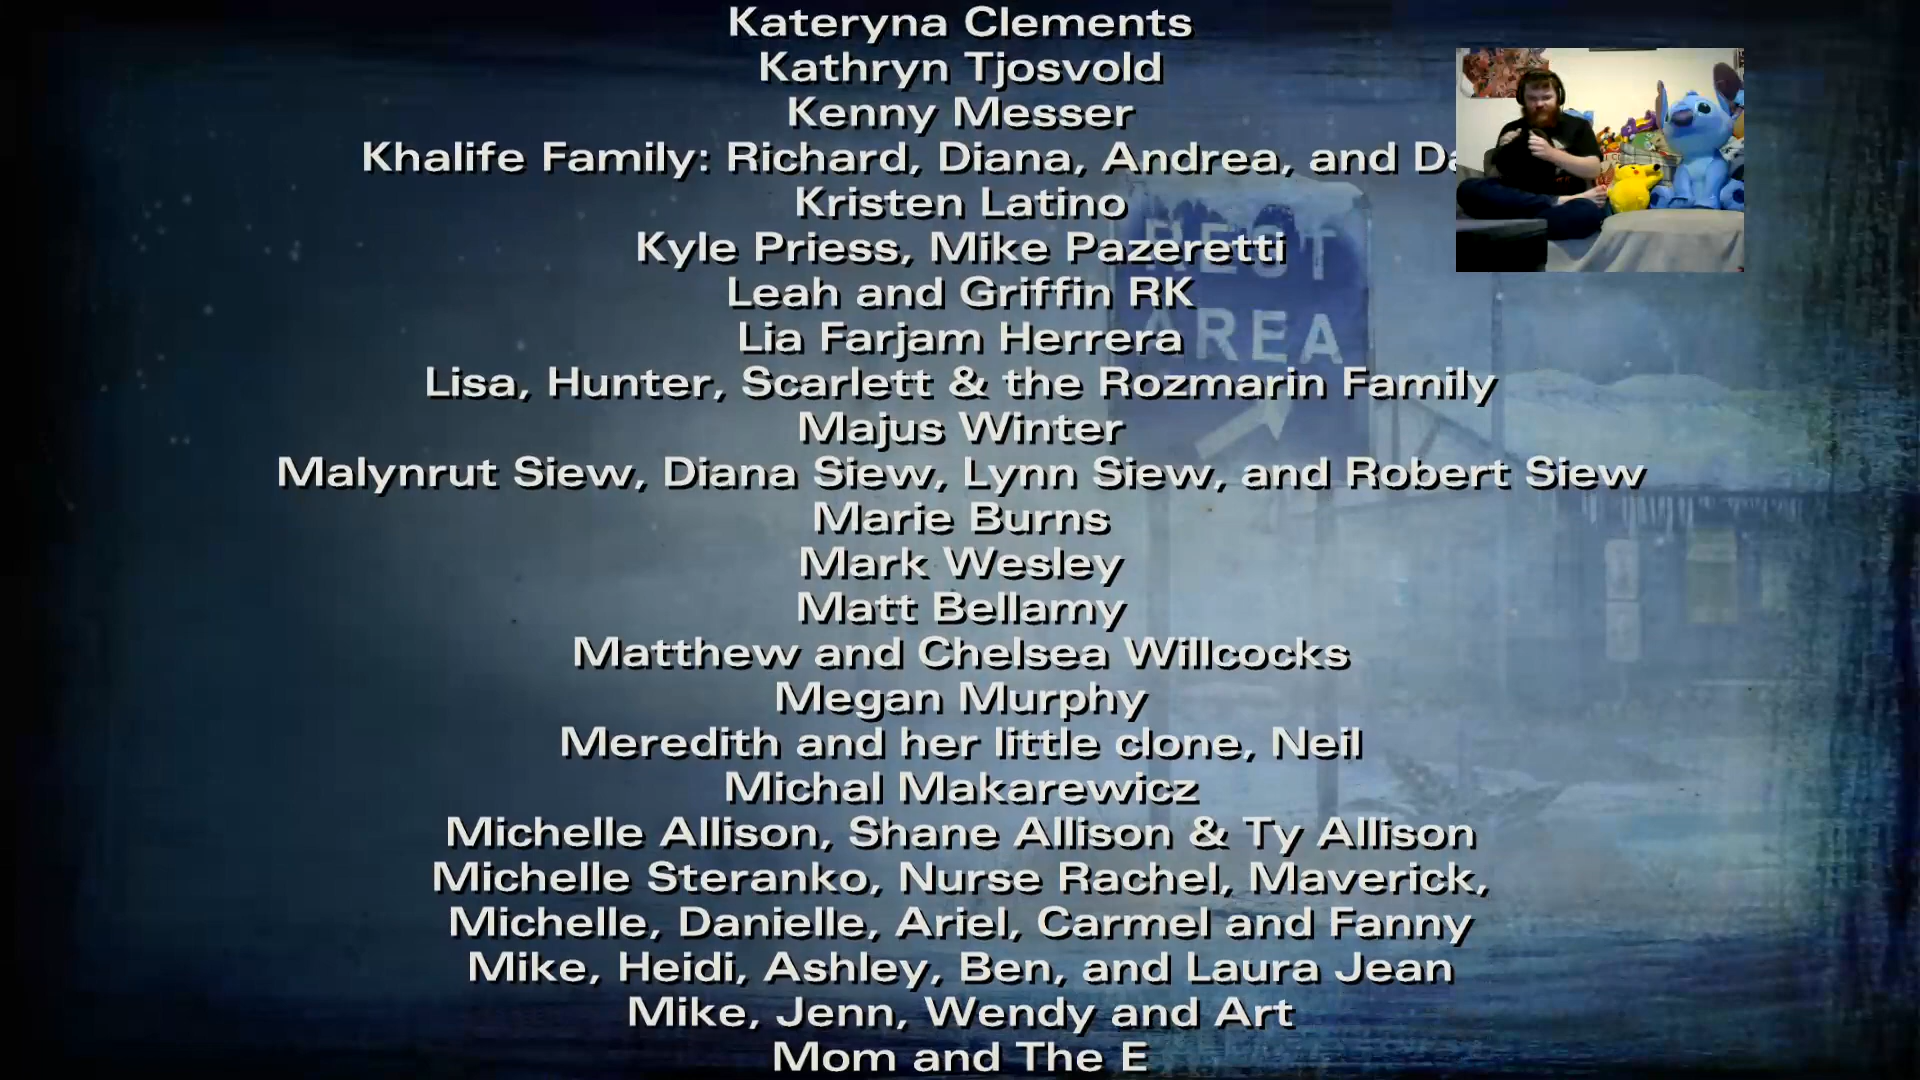 Kateryna Clements
Kathryn Tjosvold
Kenny Messer
Khalife Family: Richard, Diana, Andrea, and
Kristen Latino
Kyle Priess, Mike Pazeretti
Leah and Griffin RK
Lia Farjam Herrera
Lisa, Hunter, Scarlett & the Rozmarin Family
Majus Winter
Malynrut Siew, Diana Siew, Lynn Siew, and Robert Siew
Marie Burns
Mark Wesley
Matt Bellamy
Matthew and Chelsea Willcocks
Megan Murphy
Meredith and her little clone, Neil
Michal Makarewicz
Michelle Allison, Shane Allison & Ty Allison
Michelle Steranko, Nurse Rachel, Maverick,
Michelle, Danielle, Ariel, Carmel and Fanny
Mike, Heidi, Ashley, Ben, and Laura Jean
Mike, Jenn, Wendy and Art
Mom and The E
REST
AREA